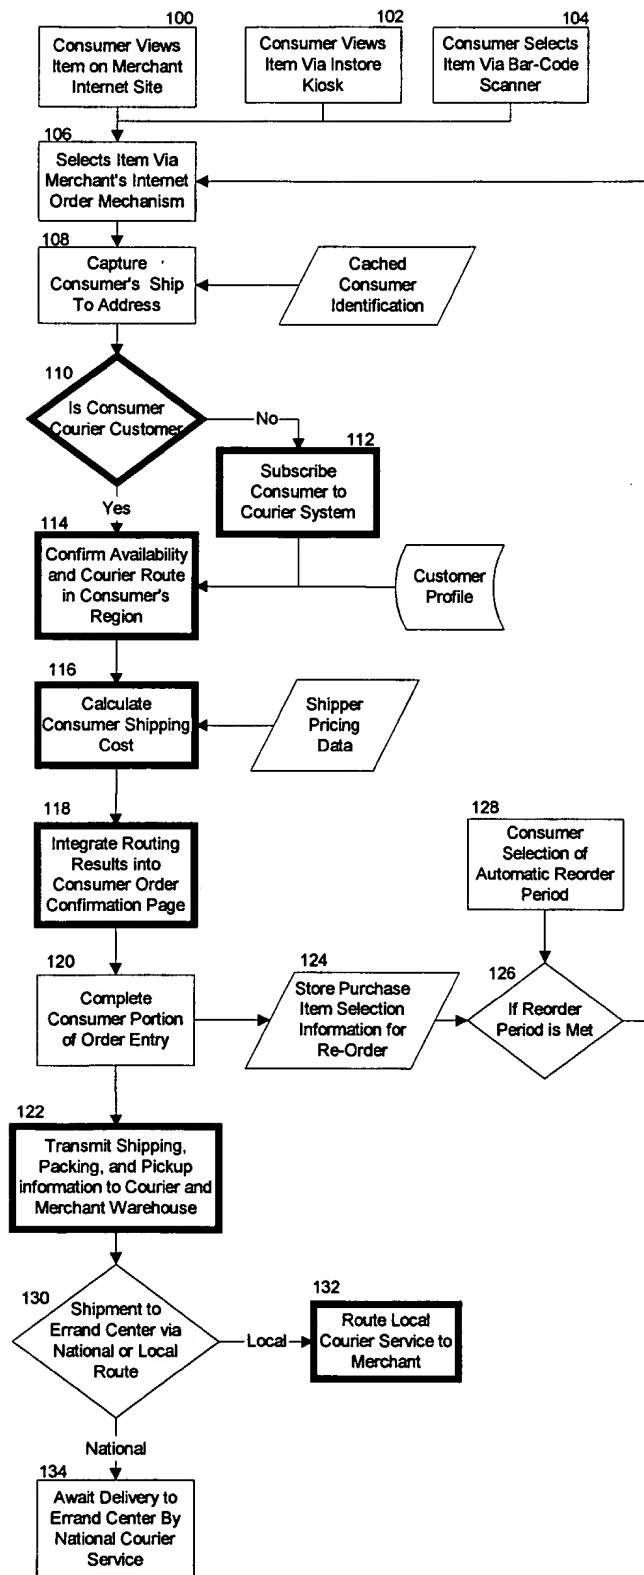 100
Consumer Views
Item on Merchant
Internet Site
102
Consumer Views
Item Via Instore
Kiosk
104
Consumer Selects
Item Via Bar-Code
Scanner
106
Selects Item Via
Merchant's Internet
Order Mechanism
108
Capture
Consumer's Ship
To Address
Cached
Consumer
Identification
110
Is Consumer
Courier Customer
No
112
Subscribe
Consumer to
Courier System
Yes
114
Confirm Availability
and Courier Route
in Consumer's
Region
Customer
Profile
116
Calculate
Consumer Shipping
Cost
Shipper
Pricing
Data
118
Integrate Routing
Results into
Consumer Order
Confirmation Page
128
Consumer
Selection of
Automatic Reorder
Period
120
Complete
Consumer Portion
of Order Entry
124
Store Purchase
Item Selection
Information for
Re-Order
126
If Reorder
Period is Met
122
Transmit Shipping,
Packing, and Pickup
information to Courier and
Merchant Warehouse
130
Shipment to
Errand Center via
National or Local
Route
Local
132
Route Local
Courier Service to
Merchant
National
134
Await Delivery to
Errand Center By
National Courier
Service